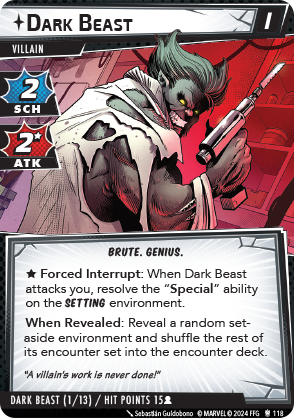 DARK BEAST
I
VILLAIN
2
SCH
2★
ATK
BRUTE. GENIUS.
★ Forced Interrupt: When Dark Beast
attacks you, resolve the “Special” ability
on the SETTING environment.
When Revealed: Reveal a random set-
aside environment and shuffle the rest
of its encounter set into the encounter deck.
“A villain’s work is never done!”
DARK BEAST (1/13) / HIT POINTS 15
Sebastián Guidobono © MARVEL © 2024 FFG 118